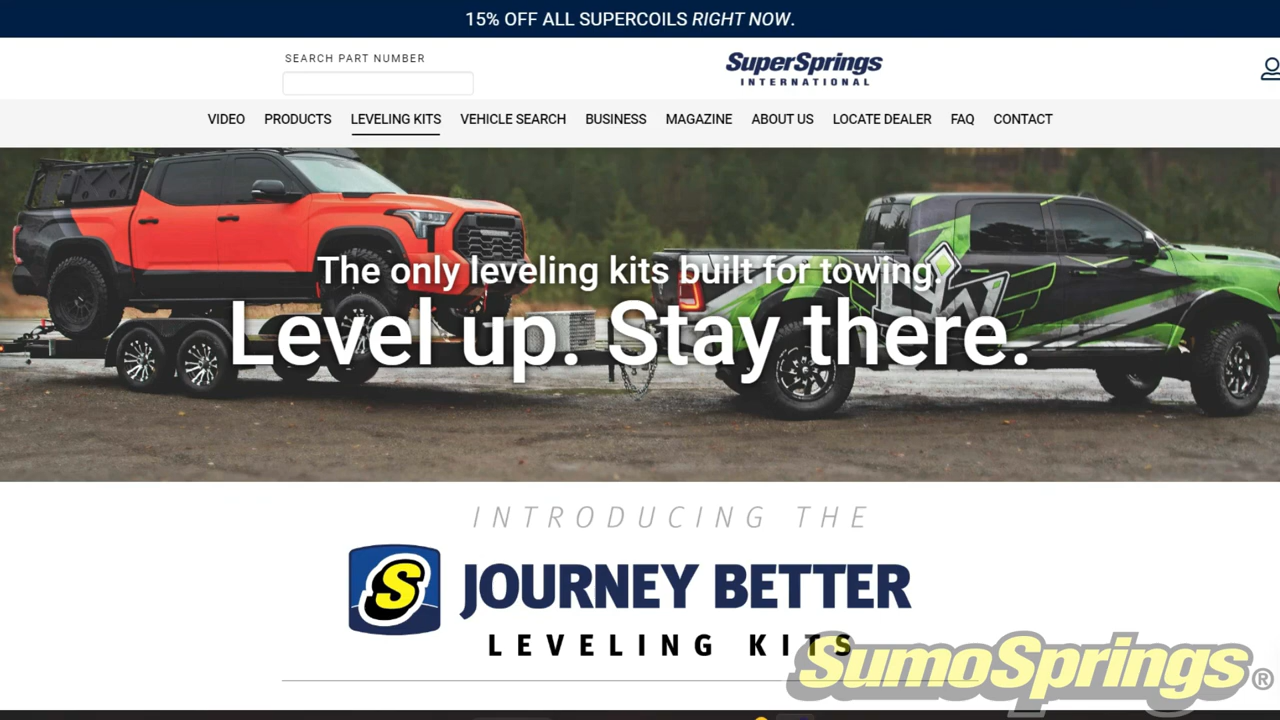 15% OFF ALL SUPERCOILS RIGHT NOW.
SEARCH PART NUMBER
SuperSprings
INTERNATIONAL
VIDEO PRODUCTS LEVELING KITS VEHICLE SEARCH BUSINESS MAGAZINE ABOUT US LOCATE DEALER FAQ CONTACT
The only leveling kits built for towing.
Level up. Stay there.
INTRODUCING THE
S
JOURNEY BETTER
LEVELING KITS
SumoSprings®